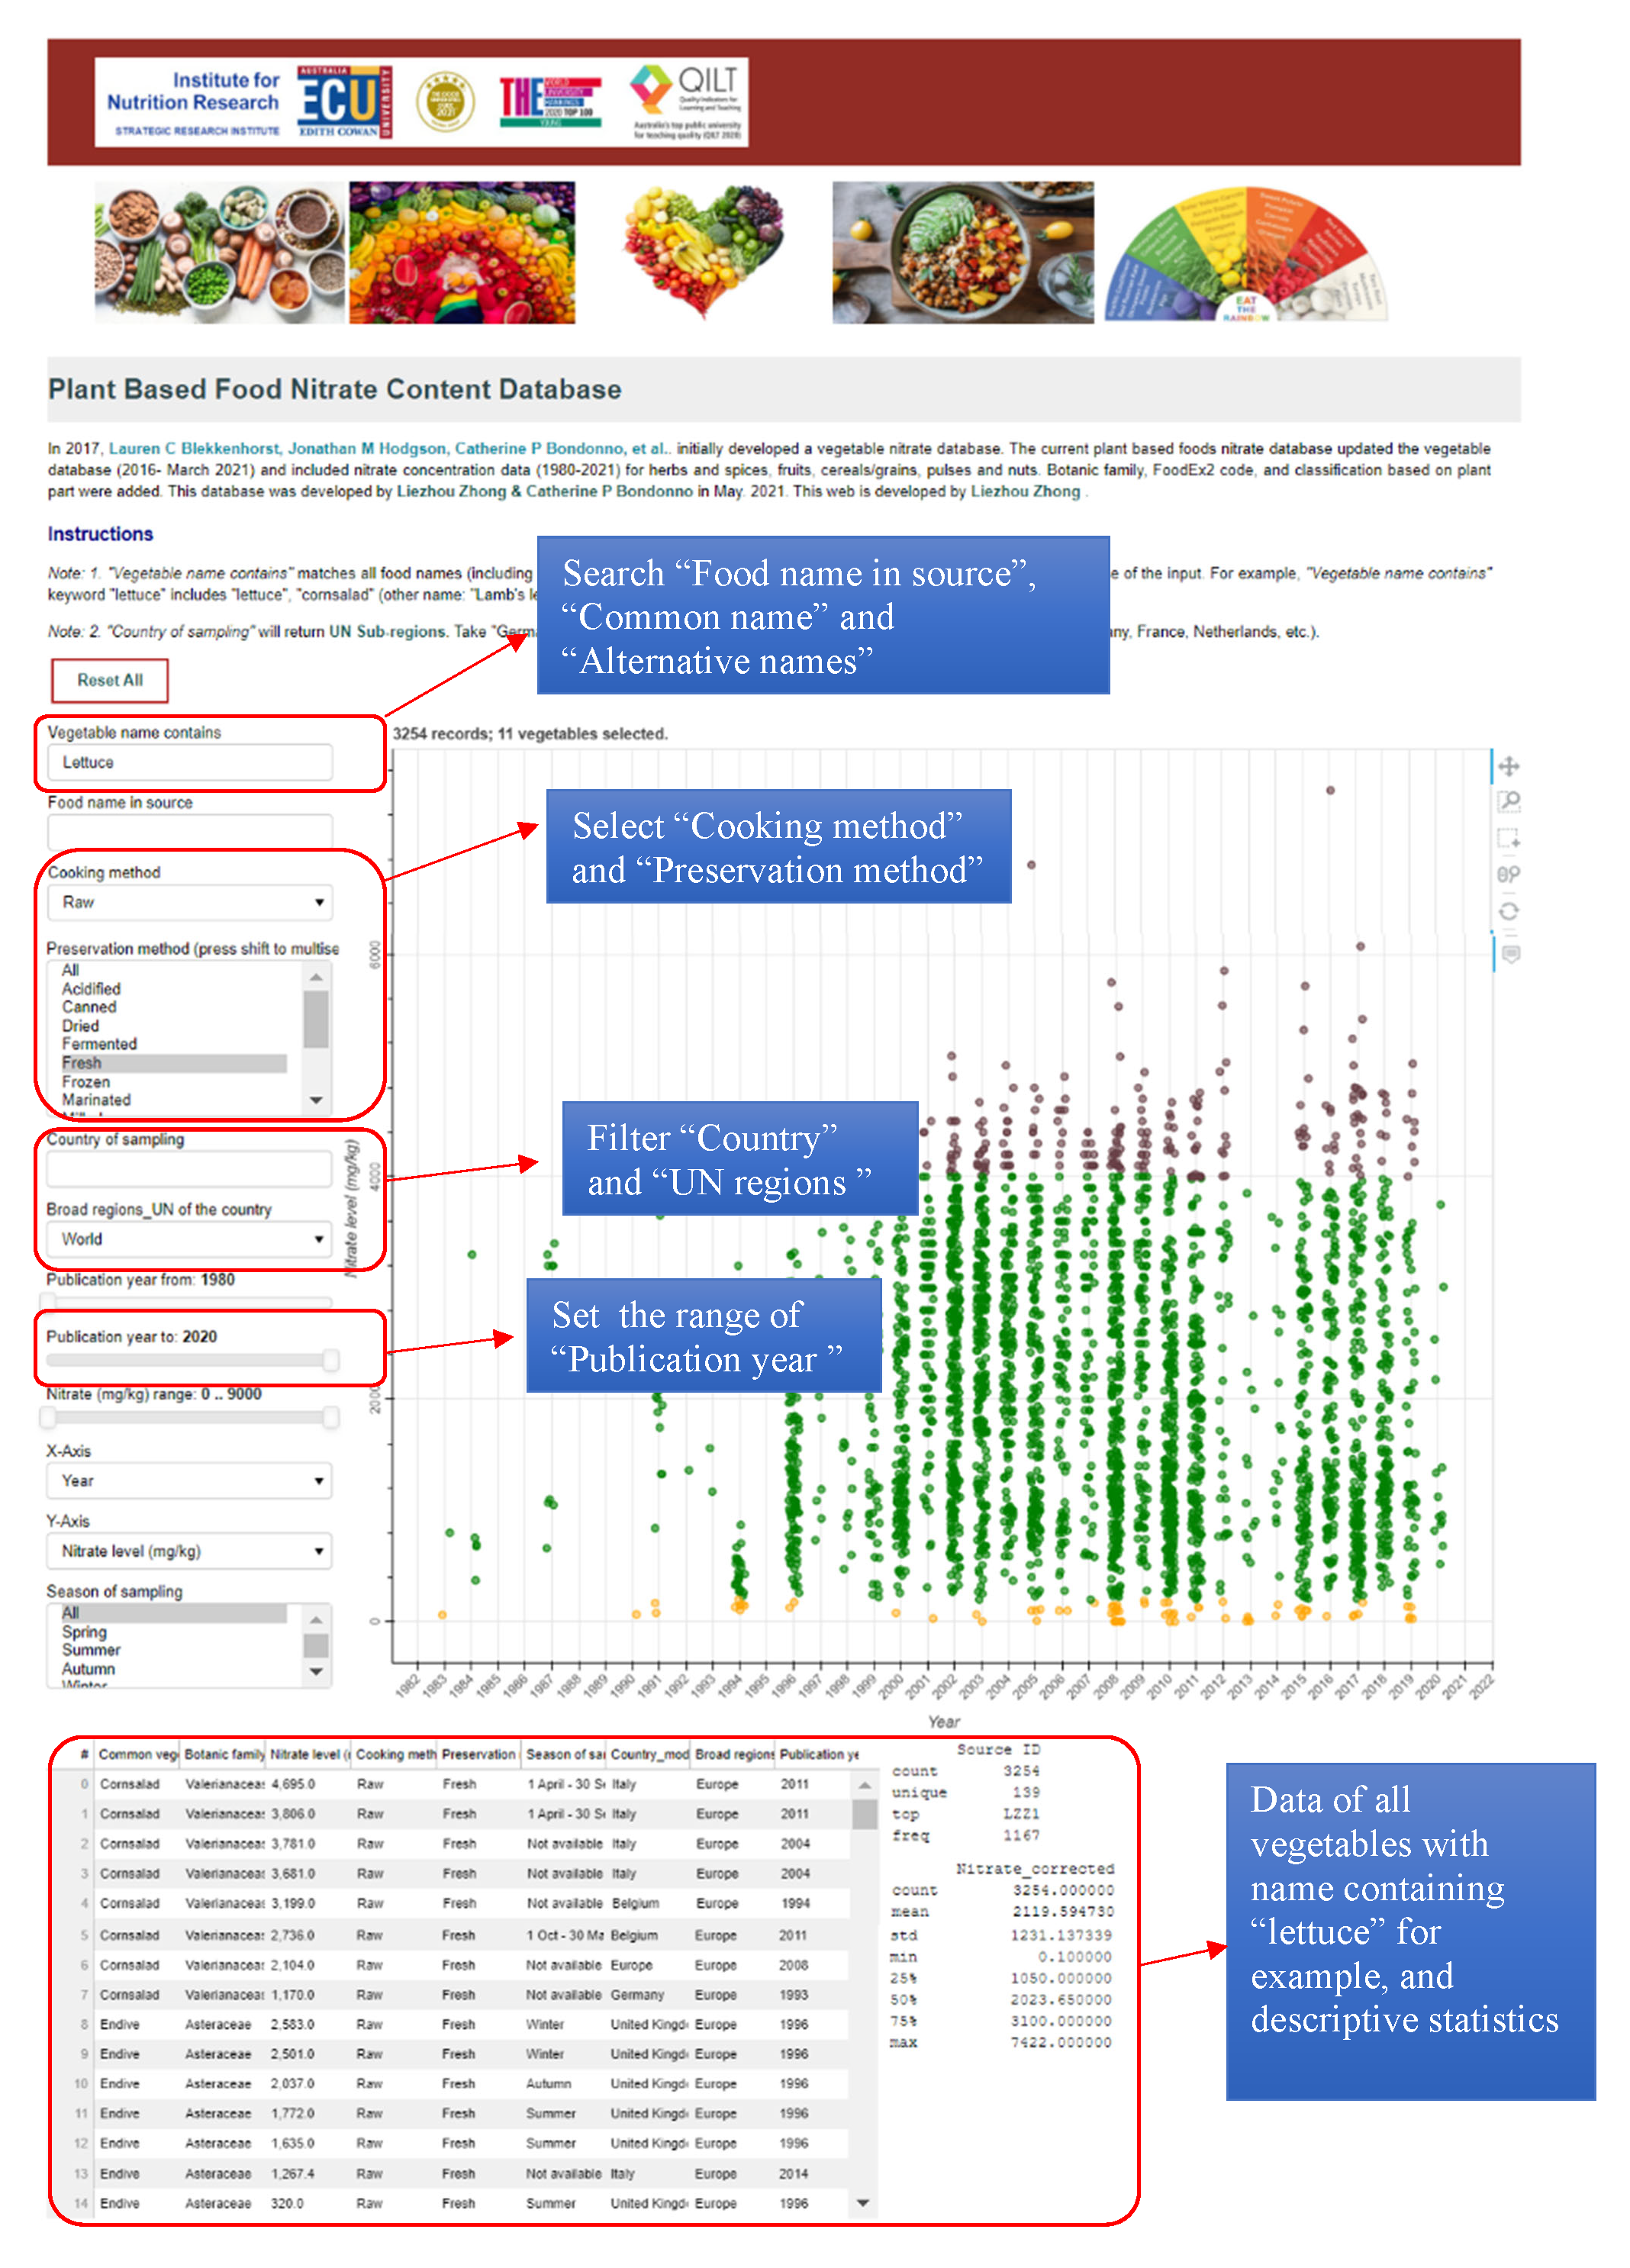 Institute for
Nutrition Research
STRATEGIC RESEARCH INSTITUTE
AUSTRALIA
ECU
EDITH COWAN
UNIVERSITY
2021
THE
WORLD
UNIVERSITY
RANKINGS
2020 TOP 100
YOUNG
QILT
Quality Indicators for
Learning and Teaching
Australia's top public university
for teaching quality (QILT 2020)
EAT
THE
RAINBOW
Plant Based Food Nitrate Content Database
In 2017, Lauren C Blekkenhorst, Jonathan M Hodgson, Catherine P Bondonno, et al.. initially developed a vegetable nitrate database. The current plant based foods nitrate database updated the vegetable
database (2016- March 2021) and included nitrate concentration data (1980-2021) for herbs and spices, fruits, cereals/grains, pulses and nuts. Botanic family, FoodEx2 code, and classification based on plant
part were added. This database was developed by Liezhou Zhong & Catherine P Bondonno in May. 2021. This web is developed by Liezhou Zhong .
Instructions
Note: 1. "Vegetable name contains" matches all food names (including
e of the input. For example, "Vegetable name contains"
keyword "lettuce" includes "lettuce", "cornsalad" (other name: "Lamb's le
Note: 2. "Country of sampling" will return UN Sub-regions. Take "Germa
ny, France, Netherlands, etc.).
Search “Food name in source”,
“Common name” and
“Alternative names”
Reset All
Vegetable name contains
Lettuce
Food name in source
Cooking method
Raw
Preservation method (press shift to multise
All
Acidified
Canned
Dried
Fermented
Fresh
Frozen
Marinated
Country of sampling
Broad regions_UN of the country
World
Publication year from: 1980
Publication year to: 2020
Nitrate (mg/kg) range: 0 .. 9000
X-Axis
Year
Y-Axis
Nitrate level (mg/kg)
Season of sampling
All
Spring
Summer
Autumn
Winter
3254 records; 11 vegetables selected.
Select “Cooking method”
and “Preservation method”
Filter “Country”
and “UN regions ”
Set  the range of
“Publication year ”
6000
4000
2000
0
Nitrate level (mg/kg)
1982 1983 1984 1985 1986 1987 1988 1989 1990 1991 1992 1993 1994 1995 1996 1997 1998 1999 2000 2001 2002 2003 2004 2005 2006 2007 2008 2009 2010 2011 2012 2013 2014 2015 2016 2017 2018 2019 2020 2021 2022
Year
# Common veg Botanic family Nitrate level ( Cooking meth Preservation Season of sa Country_mod Broad regions Publication ye
0 Cornsalad Valerianacea 4,695.0 Raw Fresh 1 April - 30 Se Italy Europe 2011
1 Cornsalad Valerianacea 3,806.0 Raw Fresh 1 April - 30 Se Italy Europe 2011
2 Cornsalad Valerianacea 3,781.0 Raw Fresh Not available Italy Europe 2004
3 Cornsalad Valerianacea 3,681.0 Raw Fresh Not available Italy Europe 2004
4 Cornsalad Valerianacea 3,199.0 Raw Fresh Not available Belgium Europe 1994
5 Cornsalad Valerianacea 2,736.0 Raw Fresh 1 Oct - 30 Ma Belgium Europe 2011
6 Cornsalad Valerianacea 2,104.0 Raw Fresh Not available Europe Europe 2008
7 Cornsalad Valerianacea 1,170.0 Raw Fresh Not available Germany Europe 1993
8 Endive Asteraceae 2,583.0 Raw Fresh Winter United Kingd Europe 1996
9 Endive Asteraceae 2,501.0 Raw Fresh Winter United Kingd Europe 1996
10 Endive Asteraceae 2,037.0 Raw Fresh Autumn United Kingd Europe 1996
11 Endive Asteraceae 1,772.0 Raw Fresh Summer United Kingd Europe 1996
12 Endive Asteraceae 1,635.0 Raw Fresh Summer United Kingd Europe 1996
13 Endive Asteraceae 1,267.4 Raw Fresh Not available Italy Europe 2014
14 Endive Asteraceae 320.0 Raw Fresh Summer United Kingd Europe 1996
Source ID
count 3254
unique 139
top LZZ1
freq 1167
Nitrate_corrected
count 3254.000000
mean 2119.594730
std 1231.137339
min 0.100000
25% 1050.000000
50% 2023.650000
75% 3100.000000
max 7422.000000
Data of all
vegetables with
name containing
“lettuce” for
example, and
descriptive statistics